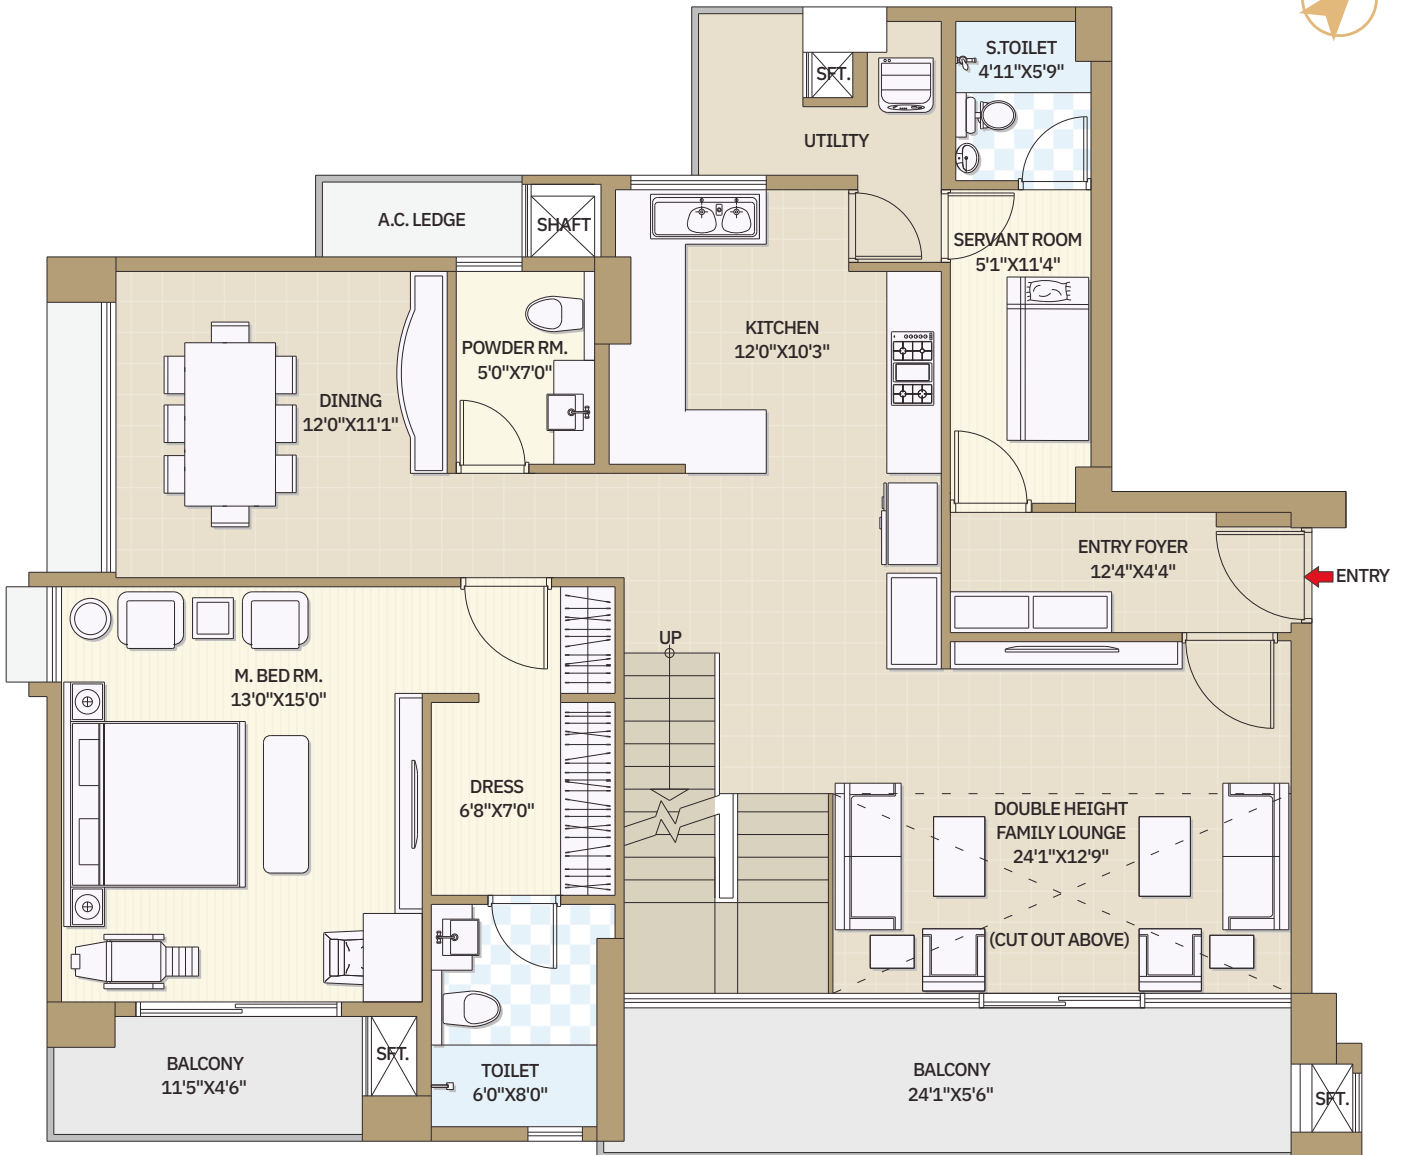 S.TOILET
4'11"X5'9"
SFT.
UTILITY
A.C. LEDGE
SHAFT
SERVANT ROOM
5'1"X11'4"
KITCHEN
12'0"X10'3"
POWDER RM.
5'0"X7'0"
DINING
12'0"X11'1"
ENTRY FOYER
12'4"X4'4"
ENTRY
UP
M. BED RM.
13'0"X15'0"
DRESS
6'8"X7'0"
DOUBLE HEIGHT
FAMILY LOUNGE
24'1"X12'9"
(CUT OUT ABOVE)
BALCONY
11'5"X4'6"
SFT.
TOILET
6'0"X8'0"
BALCONY
24'1"X5'6"
SFT.